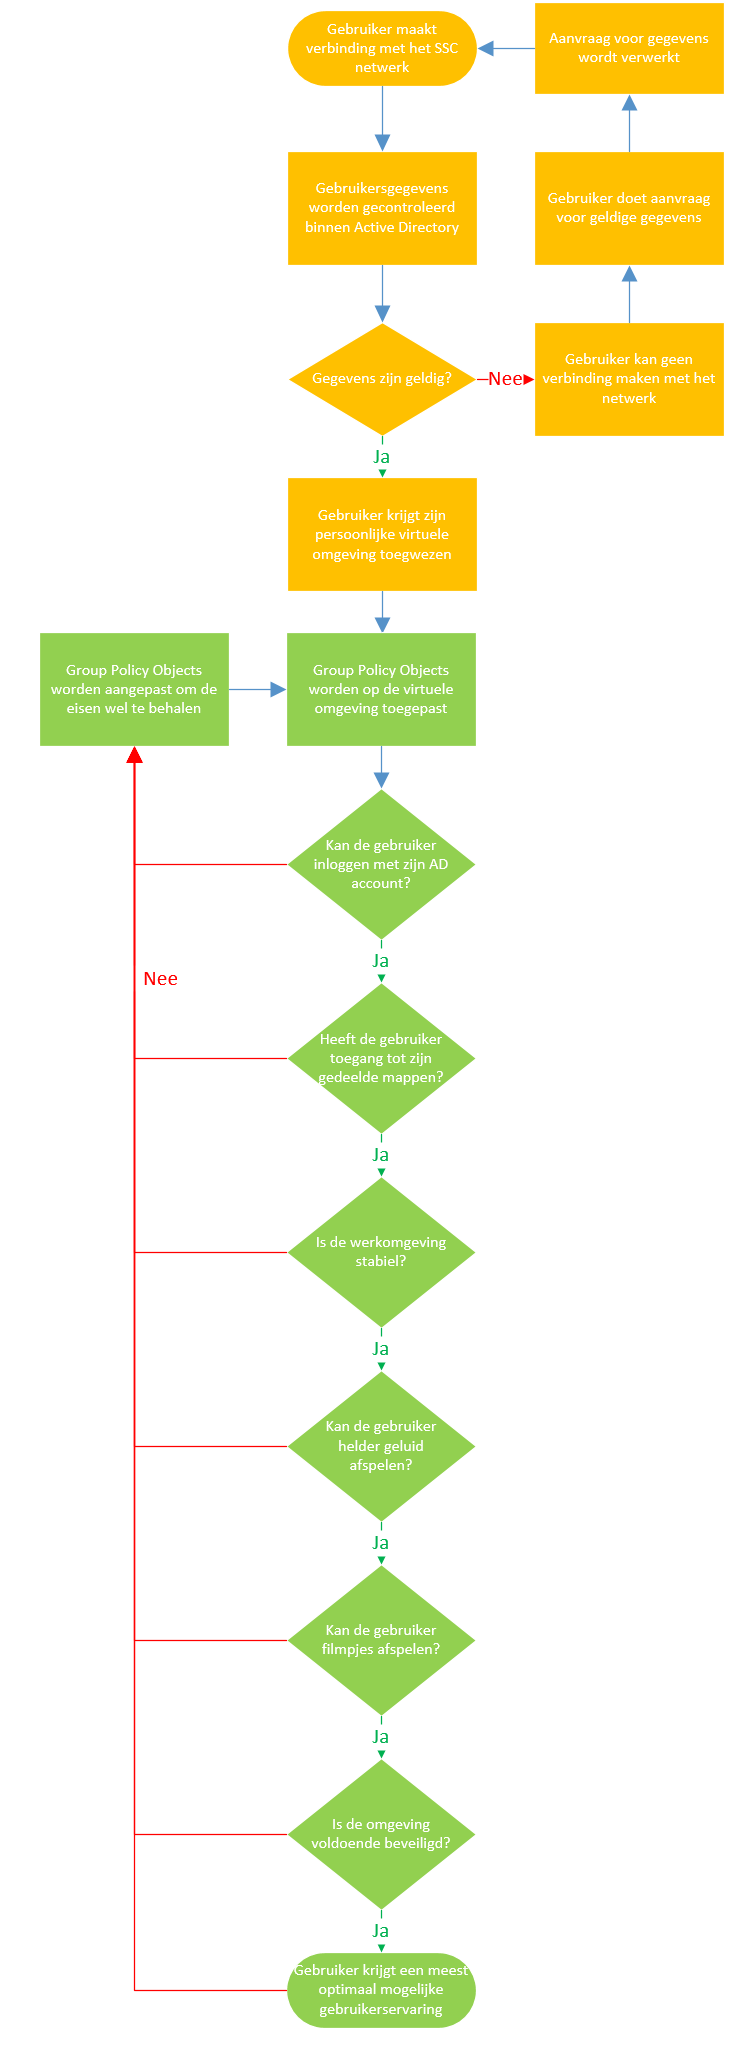 Gebruiker maakt
verbinding met het SSC
netwerk
Aanvraag voor gegevens
wordt verwerkt
Gebruikersgegevens
worden gecontroleerd
binnen Active Directory
Gebruiker doet aanvraag
voor geldige gegevens
Gegevens zijn geldig?
Nee
Gebruiker kan geen
verbinding maken met het
netwerk
Ja
Gebruiker krijgt zijn
persoonlijke virtuele
omgeving toegwezen
Group Policy Objects
worden aangepast om de
eisen wel te behalen
Group Policy Objects
worden op de virtuele
omgeving toegepast
Kan de gebruiker
inloggen met zijn AD
account?
Ja
Nee
Heeft de gebruiker
toegang tot zijn
gedeelde mappen?
Ja
Is de werkomgeving
stabiel?
Ja
Kan de gebruiker
helder geluid
afspelen?
Ja
Kan de gebruiker
filmpjes afspelen?
Ja
Is de omgeving
voldoende beveiligd?
Ja
Gebruiker krijgt een meest
optimaal mogelijke
gebruikerservaring